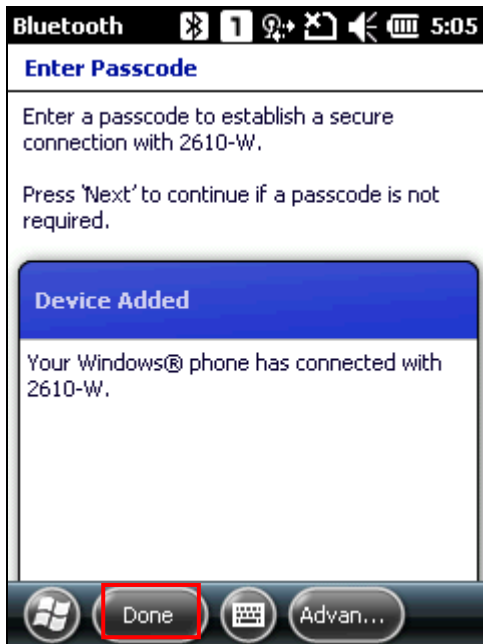 Bluetooth 1 5:05
Enter Passcode
Enter a passcode to establish a secure
connection with 2610-W.
Press 'Next' to continue if a passcode is not
required.
Device Added
Your Windows® phone has connected with
2610-W.
Done Advan...